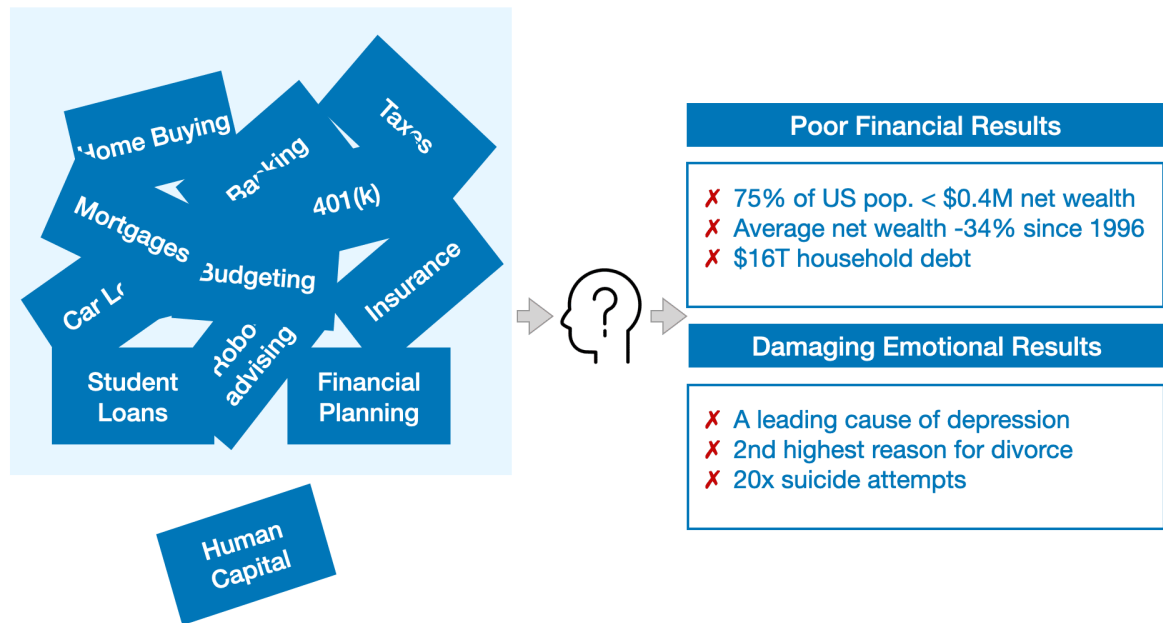 Home Buying
Banking
Taxes
Mortgages
401(k)
Budgeting
Insurance
Car
Robo
advising
Student
Loans
Financial
Planning
Human
Capital
?
Poor Financial Results
✗ 75% of US pop. < $0.4M net wealth
✗ Average net wealth -34% since 1996
✗ $16T household debt
Damaging Emotional Results
✗ A leading cause of depression
✗ 2nd highest reason for divorce
✗ 20x suicide attempts